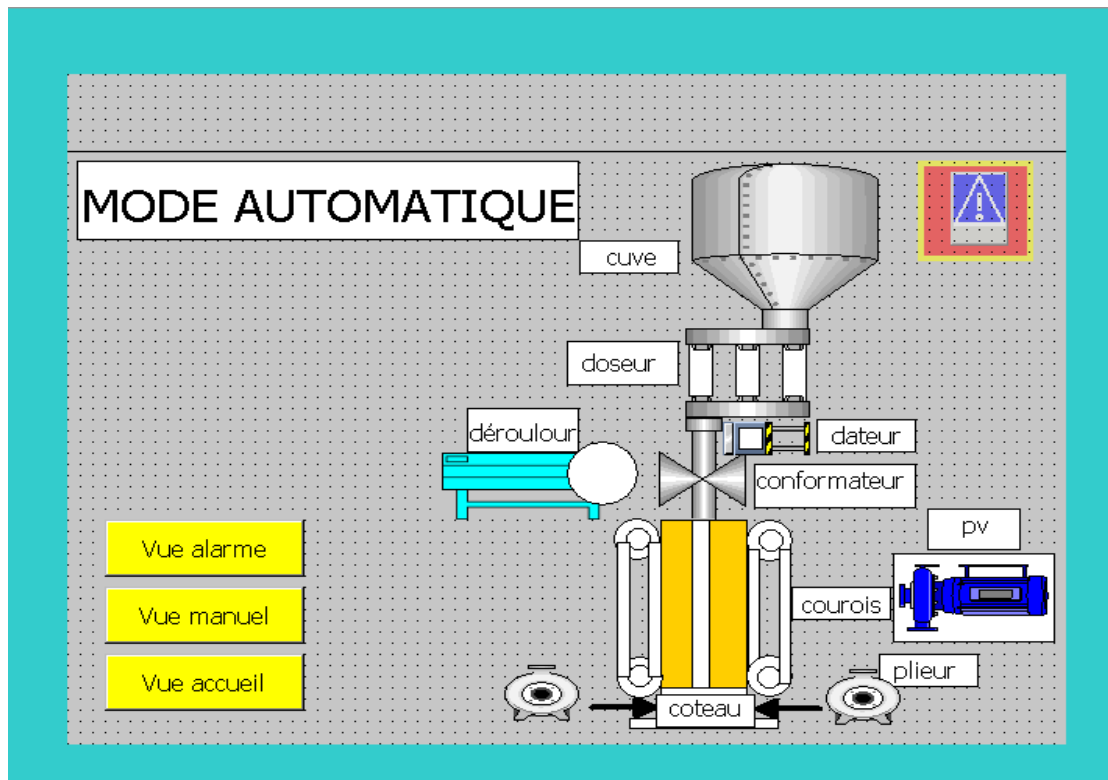 MODE AUTOMATIQUE
cuve
doseur
déroulour
dateur
conformateur
pv
Vue alarme
Vue manuel
courois
Vue accueil
plieur
coteau